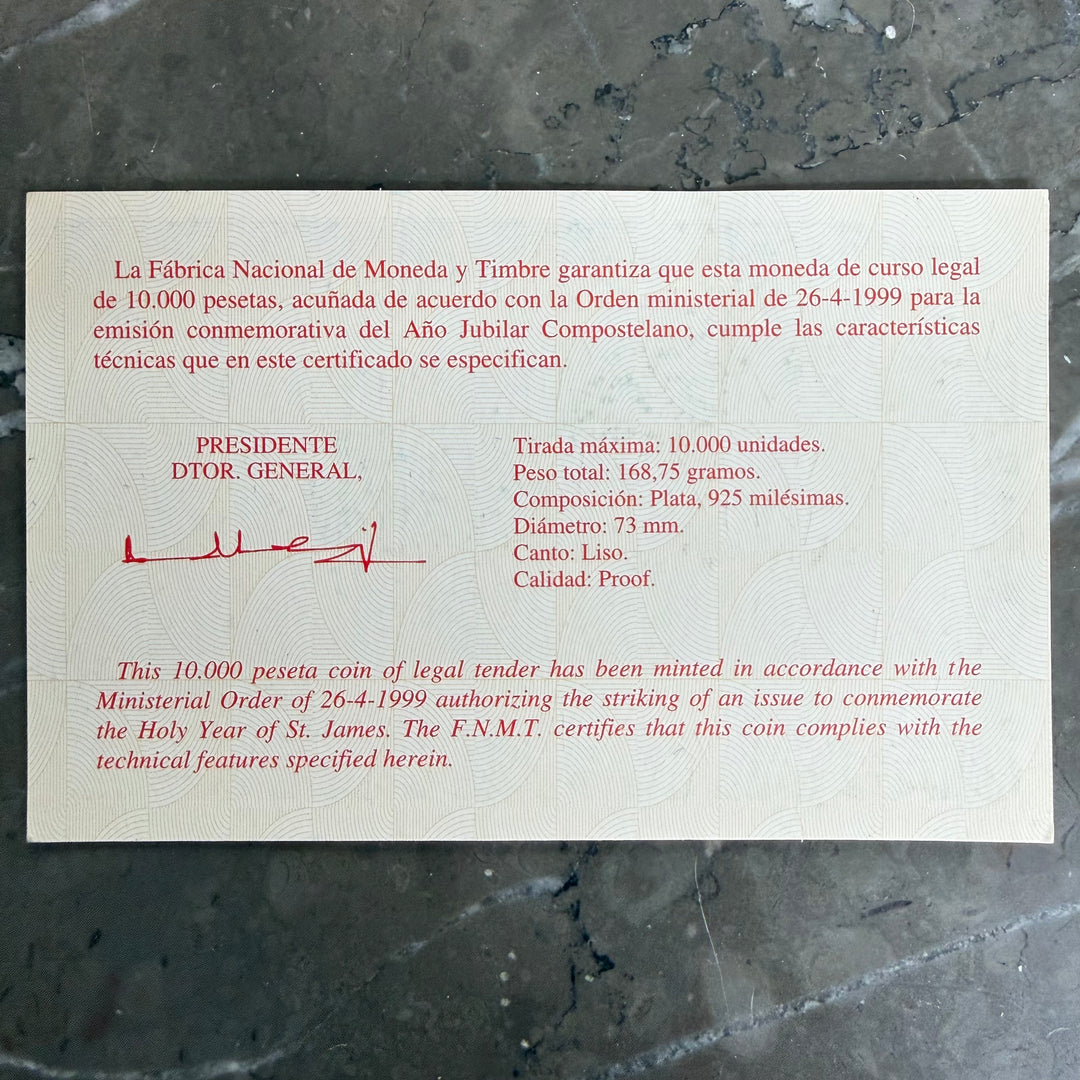 La Fábrica Nacional de Moneda y Timbre garantiza que esta moneda de curso legal
de 10.000 pesetas, acuñada de acuerdo con la Orden ministerial de 26-4-1999 para la
emisión conmemorativa del Año Jubilar Compostelano, cumple las características
técnicas que en este certificado se especifican.
PRESIDENTE
DTOR. GENERAL,
Tirada máxima: 10.000 unidades.
Peso total: 168,75 gramos.
Composición: Plata, 925 milésimas.
Diámetro: 73 mm.
Canto: Liso.
Calidad: Proof.
This 10.000 peseta coin of legal tender has been minted in accordance with the
Ministerial Order of 26-4-1999 authorizing the striking of an issue to conmemorate
the Holy Year of St. James. The F.N.M.T. certifies that this coin complies with the
technical features specified herein.